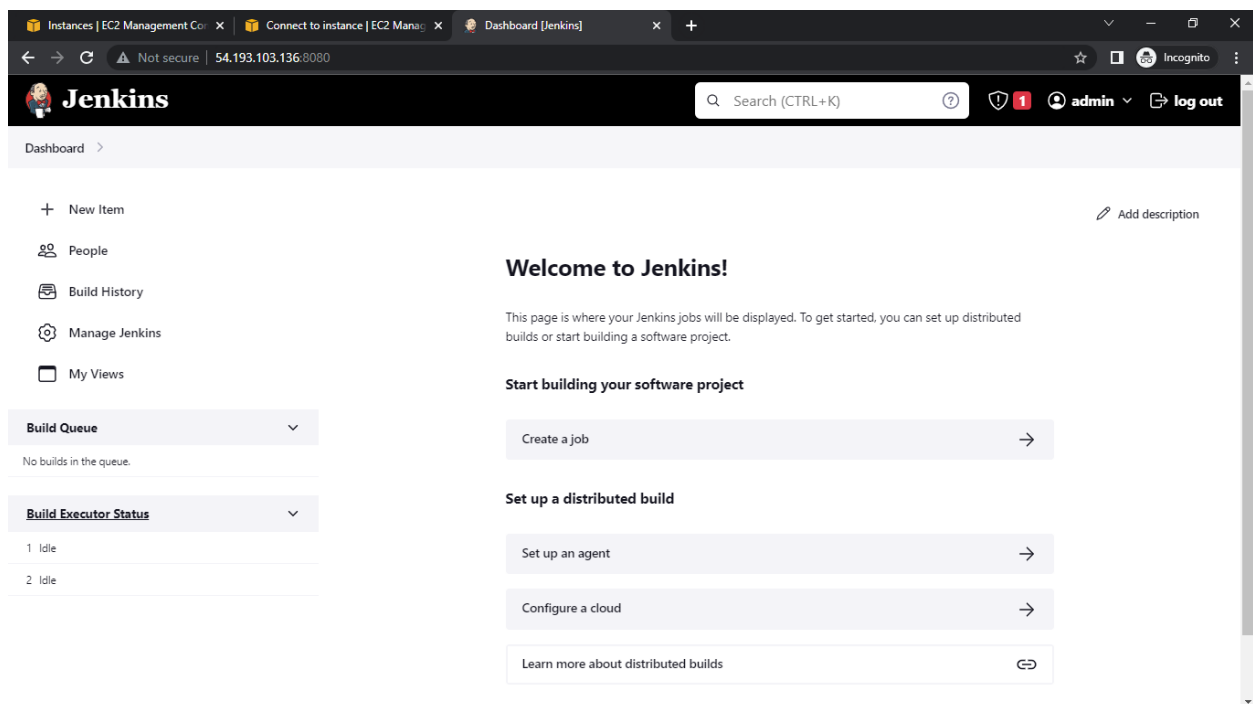 Instances | EC2 Management Cor
Connect to instance | EC2 Manag
Dashboard [Jenkins]
Not secure | 54.193.103.136:8080
Incognito
Jenkins
Search (CTRL+K)
1
admin
log out
Dashboard
New Item
People
Build History
Manage Jenkins
My Views
Build Queue
No builds in the queue.
Build Executor Status
1 Idle
2 Idle
Add description
Welcome to Jenkins!
This page is where your Jenkins jobs will be displayed. To get started, you can set up distributed
builds or start building a software project.
Start building your software project
Create a job
Set up a distributed build
Set up an agent
Configure a cloud
Learn more about distributed builds